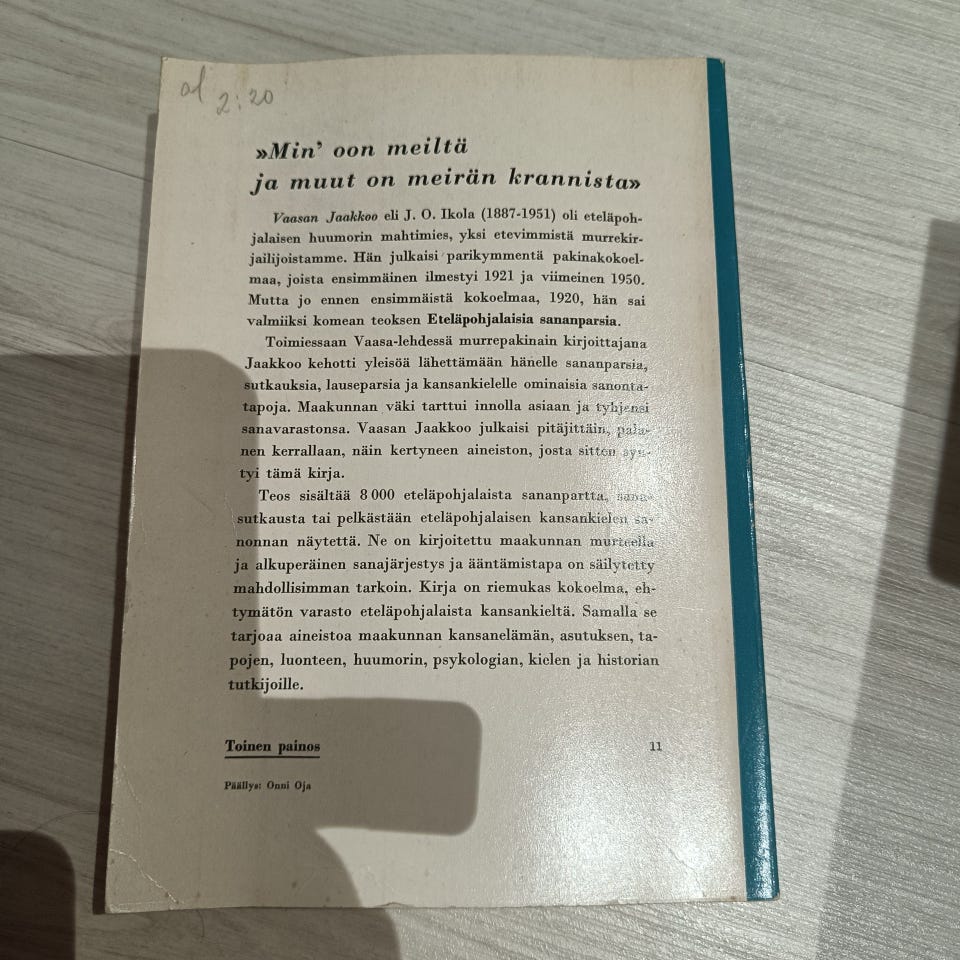 al 2:20
»Min' oon meiltä
ja muut on meirän krannista»
Vaasan Jaakkoo eli J. O. Ikola (1887-1951) oli eteläpoh-
jalaisen huumorin mahtimies, yksi etevimmistä murrekir-
jailijoistamme. Hän julkaisi parikymmentä pakinakokoel-
maa, joista ensimmäinen ilmestyi 1921 ja viimeinen 1950.
Mutta jo ennen ensimmäistä kokoelmaa, 1920, hän sai
valmiiksi komean teoksen Eteläpohjalaisia sananparsia.
Toimiessaan Vaasa-lehdessä murrepakinain kirjoittajana
Jaakkoo kehotti yleisöä lähettämään hänelle sananparsia,
sutkauksia, lauseparsia ja kansankielelle ominaisia sanonta-
tapoja. Maakunnan väki tarttui innolla asiaan ja tyhjensi
sanavarastonsa. Vaasan Jaakkoo julkaisi pitäjittäin, pala-
nen kerrallaan, näin kertyneen aineiston, josta sitten syn-
tyi tämä kirja.
Teos sisältää 8 000 eteläpohjalaista sananpartta, sana-
sutkausta tai pelkästään eteläpohjalaisen kansankielen sa-
nonnan näytettä. Ne on kirjoitettu maakunnan murteella
ja alkuperäinen sanajärjestys ja ääntämistapa on säilytetty
mahdollisimman tarkoin. Kirja on riemukas kokoelma, eh-
tymätön varasto eteläpohjalaista kansankieltä. Samalla se
tarjoaa aineistoa maakunnan kansanelämän, asutuksen, ta-
pojen, luonteen, huumorin, psykologian, kielen ja historian
tutkijoille.
Toinen painos 11
Päällys: Onni Oja